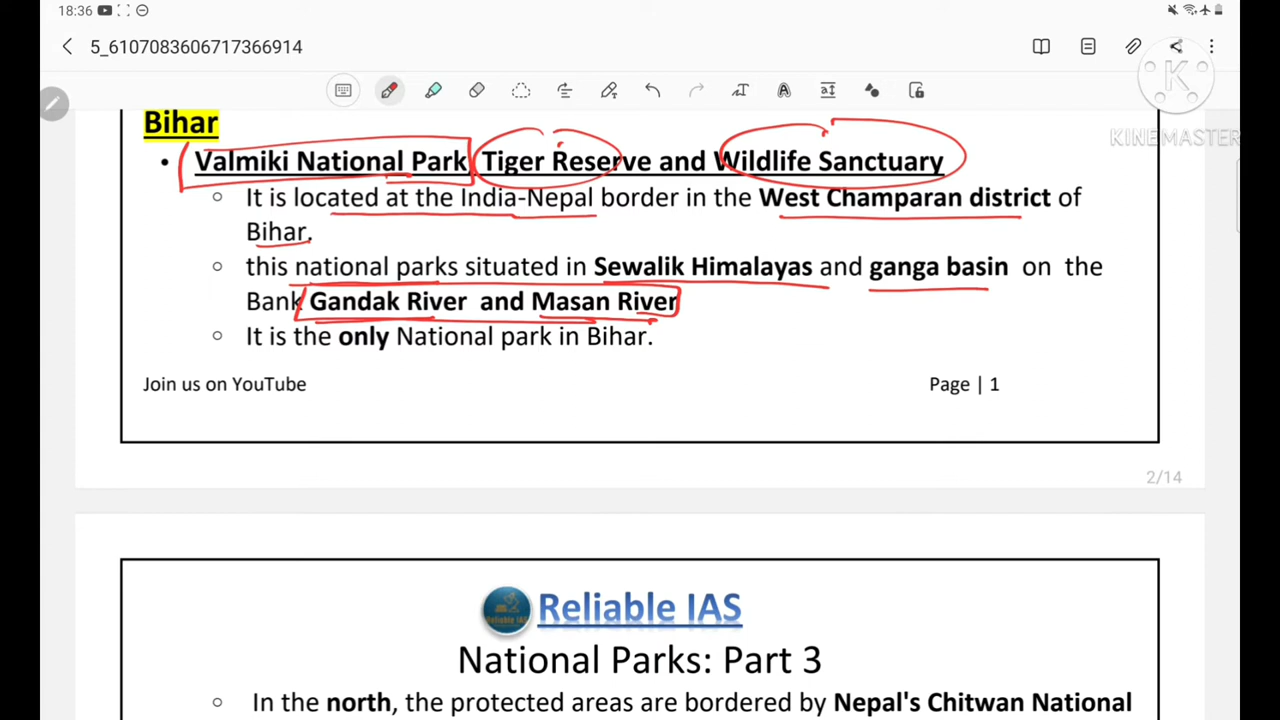 18:36
5_6107083606717366914
K
KINEMASTER
Bihar
• Valmiki National Park Tiger Reserve and Wildlife Sanctuary
○ It is located at the India-Nepal border in the West Champaran district of
Bihar.
○ this national parks situated in Sewalik Himalayas and ganga basin on the
Bank Gandak River and Masan River
○ It is the only National park in Bihar.
Join us on YouTube Page | 1
2/14
Reliable IAS
Reliable IAS
National Parks: Part 3
○ In the north, the protected areas are bordered by Nepal's Chitwan National